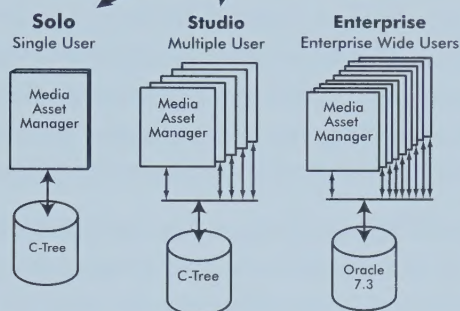 Solo
Single User
Media
Asset
Manager
C-Tree
Studio
Multiple User
Media
Asset
Manager
C-Tree
Enterprise
Enterprise Wide Users
Media
Asset
Manager
Oracle
7.3